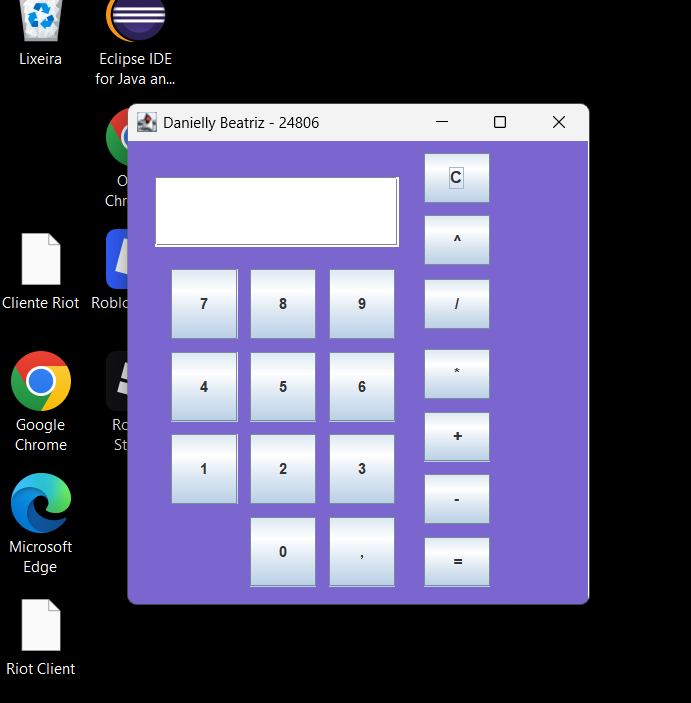 Lixeira
Eclipse IDE
for Java an...
Cliente Riot
Google
Chrome
Microsoft
Edge
Riot Client
Danielly Beatriz - 24806
C
^
7 8 9 /
4 5 6 *
+
1 2 3
-
0 , =